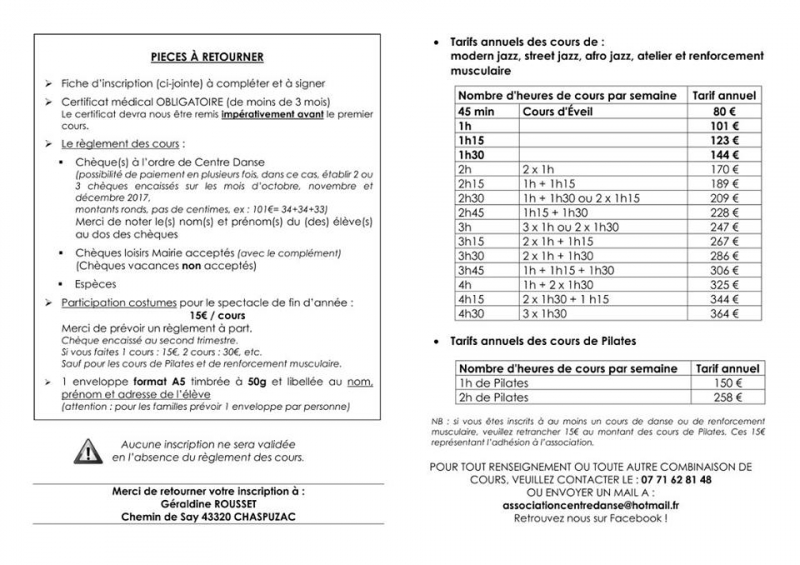 PIECES À RETOURNER
Fiche d'inscription (ci-jointe) à compléter et à signer
Certificat médical OBLIGATOIRE (de moins de 3 mois)
Le certificat devra nous être remis impérativement avant le premier
cours.
Le règlement des cours :
Chèque(s) à l'ordre de Centre Danse
(possibilité de paiement en plusieurs fois, dans ce cas, établir 2 ou
3 chèques encaissés sur les mois d'octobre, novembre et
décembre 2017,
montants ronds, pas de centimes, ex : 101€= 34+34+33)
Merci de noter le(s) nom(s) et prénom(s) du (des) élève(s)
au dos des chèques
Chèques loisirs Mairie acceptés (avec le complément)
(Chèques vacances non acceptés)
Espèces
Participation costumes pour le spectacle de fin d'année :
15€ / cours
Merci de prévoir un règlement à part.
Chèque encaissé au second trimestre.
Si vous faites 1 cours : 15€, 2 cours : 30€, etc.
Sauf pour les cours de Pilates et de renforcement musculaire.
1 enveloppe format A5 timbrée à 50g et libellée au nom,
prénom et adresse de l'élève
(attention : pour les familles prévoir 1 enveloppe par personne)
Aucune inscription ne sera validée
en l'absence du règlement des cours.
Merci de retourner votre inscription à :
Géraldine ROUSSET
Chemin de Say 43320 CHASPUZAC
• Tarifs annuels des cours de :
modern jazz, street jazz, afro jazz, atelier et renforcement
musculaire
Nombre d'heures de cours par semaine Tarif annuel
45 min Cours d'Éveil 80 €
1h 101 €
1h15 123 €
1h30 144 €
2h 2 x 1h 170 €
2h15 1h + 1h15 189 €
2h30 1h + 1h30 ou 2 x 1h15 209 €
2h45 1h15 + 1h30 228 €
3h 3 x 1h ou 2 x 1h30 247 €
3h15 2 x 1h + 1h15 267 €
3h30 2 x 1h + 1h30 286 €
3h45 1h + 1h15 + 1h30 306 €
4h 1h + 2 x 1h30 325 €
4h15 2 x 1h30 + 1 h15 344 €
4h30 3 x 1h30 364 €
• Tarifs annuels des cours de Pilates
Nombre d'heures de cours par semaine Tarif annuel
1h de Pilates 150 €
2h de Pilates 258 €
NB : si vous êtes inscrits à au moins un cours de danse ou de renforcement
musculaire, veuillez retrancher 15€ au montant des cours de Pilates. Ces 15€
représentant l'adhésion à l'association.
POUR TOUT RENSEIGNEMENT OU TOUTE AUTRE COMBINAISON DE
COURS, VEUILLEZ CONTACTER LE : 07 71 62 81 48
OU ENVOYER UN MAIL A :
associationcentredanse@hotmail.fr
Retrouvez nous sur Facebook !